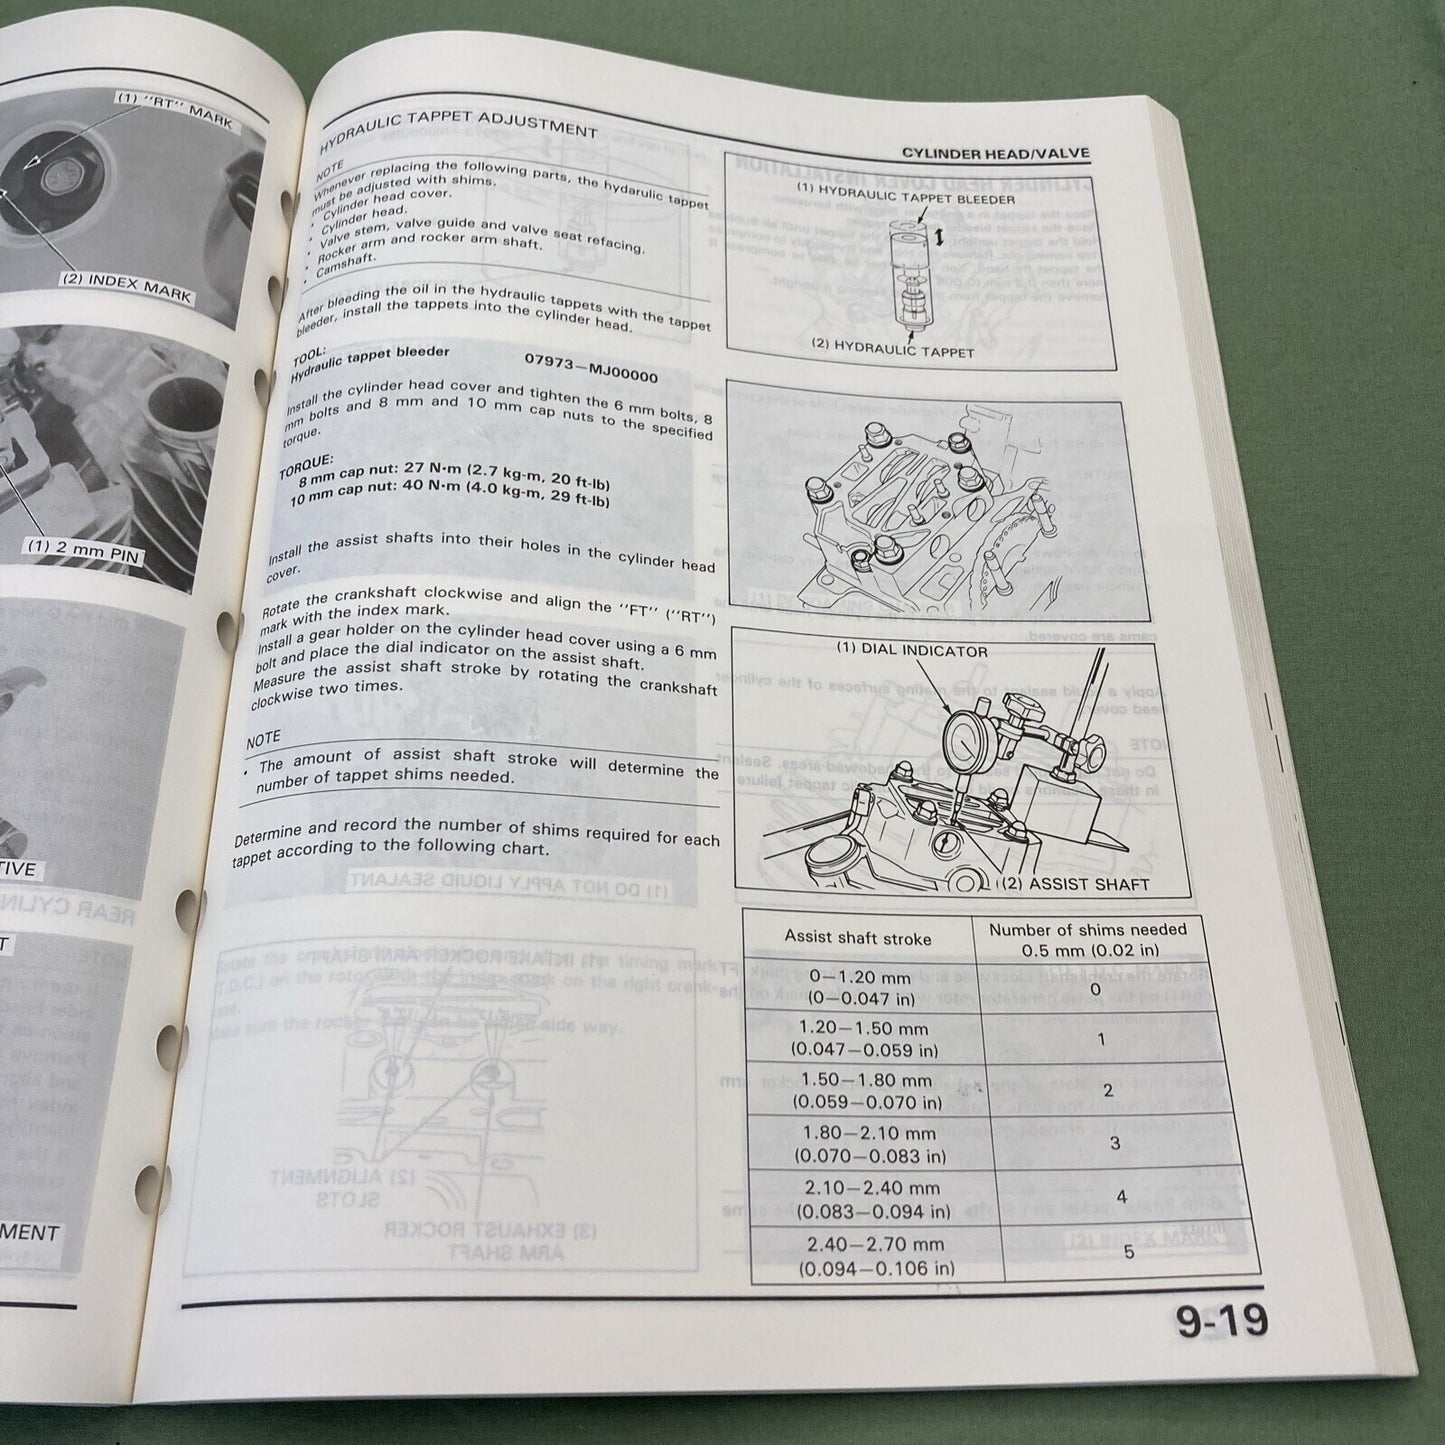 (1) "RT" MARK
(2) INDEX MARK
(1) 2 mm PIN
TIVE
T
MENT
CYLINDER HEAD/VALVE
HYDRAULIC TAPPET ADJUSTMENT
NOTE
Whenever replacing the following parts, the hydarulic tappet
must be adjusted with shims.
· Cylinder head cover.
· Cylinder head.
· Valve stem, valve guide and valve seat refacing.
· Rocker arm and rocker arm shaft.
· Camshaft.
After bleeding the oil in the hydraulic tappets with the tappet
bleeder, install the tappets into the cylinder head.
TOOL:
Hydraulic tappet bleeder 07973—MJ00000
Install the cylinder head cover and tighten the 6 mm bolts, 8
mm bolts and 8 mm and 10 mm cap nuts to the specified
torque.
TORQUE:
8 mm cap nut: 27 N·m (2.7 kg-m, 20 ft-lb)
10 mm cap nut: 40 N·m (4.0 kg-m, 29 ft-lb)
Install the assist shafts into their holes in the cylinder head
cover.
Rotate the crankshaft clockwise and align the "FT" ("RT")
mark with the index mark.
Install a gear holder on the cylinder head cover using a 6 mm
bolt and place the dial indicator on the assist shaft.
Measure the assist shaft stroke by rotating the crankshaft
clockwise two times.
NOTE
· The amount of assist shaft stroke will determine the
number of tappet shims needed.
Determine and record the number of shims required for each
tappet according to the following chart.
(1) HYDRAULIC TAPPET BLEEDER
(2) HYDRAULIC TAPPET
(1) DIAL INDICATOR
(2) ASSIST SHAFT
Assist shaft stroke
Number of shims needed
0.5 mm (0.02 in)
0—1.20 mm
(0—0.047 in)
0
1.20—1.50 mm
(0.047—0.059 in)
1
1.50—1.80 mm
(0.059—0.070 in)
2
1.80—2.10 mm
(0.070—0.083 in)
3
2.10—2.40 mm
(0.083—0.094 in)
4
2.40—2.70 mm
(0.094—0.106 in)
5
9-19